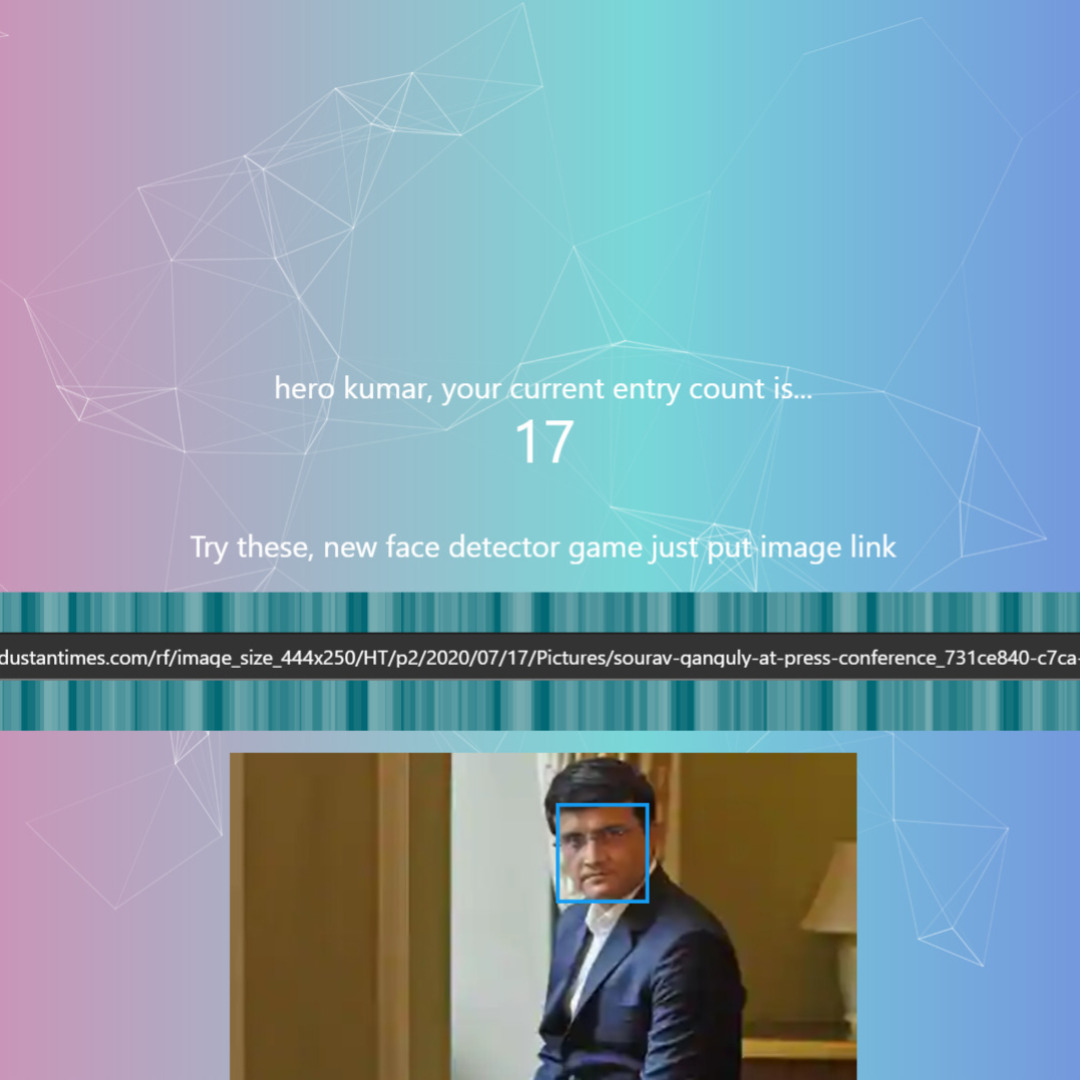 hero kumar, your current entry count is...
17
Try these, new face detector game just put image link
dustantimes.com/rf/image_size_444x250/HT/p2/2020/07/17/Pictures/sourav-ganguly-at-press-conference_731ce840-c7ca-